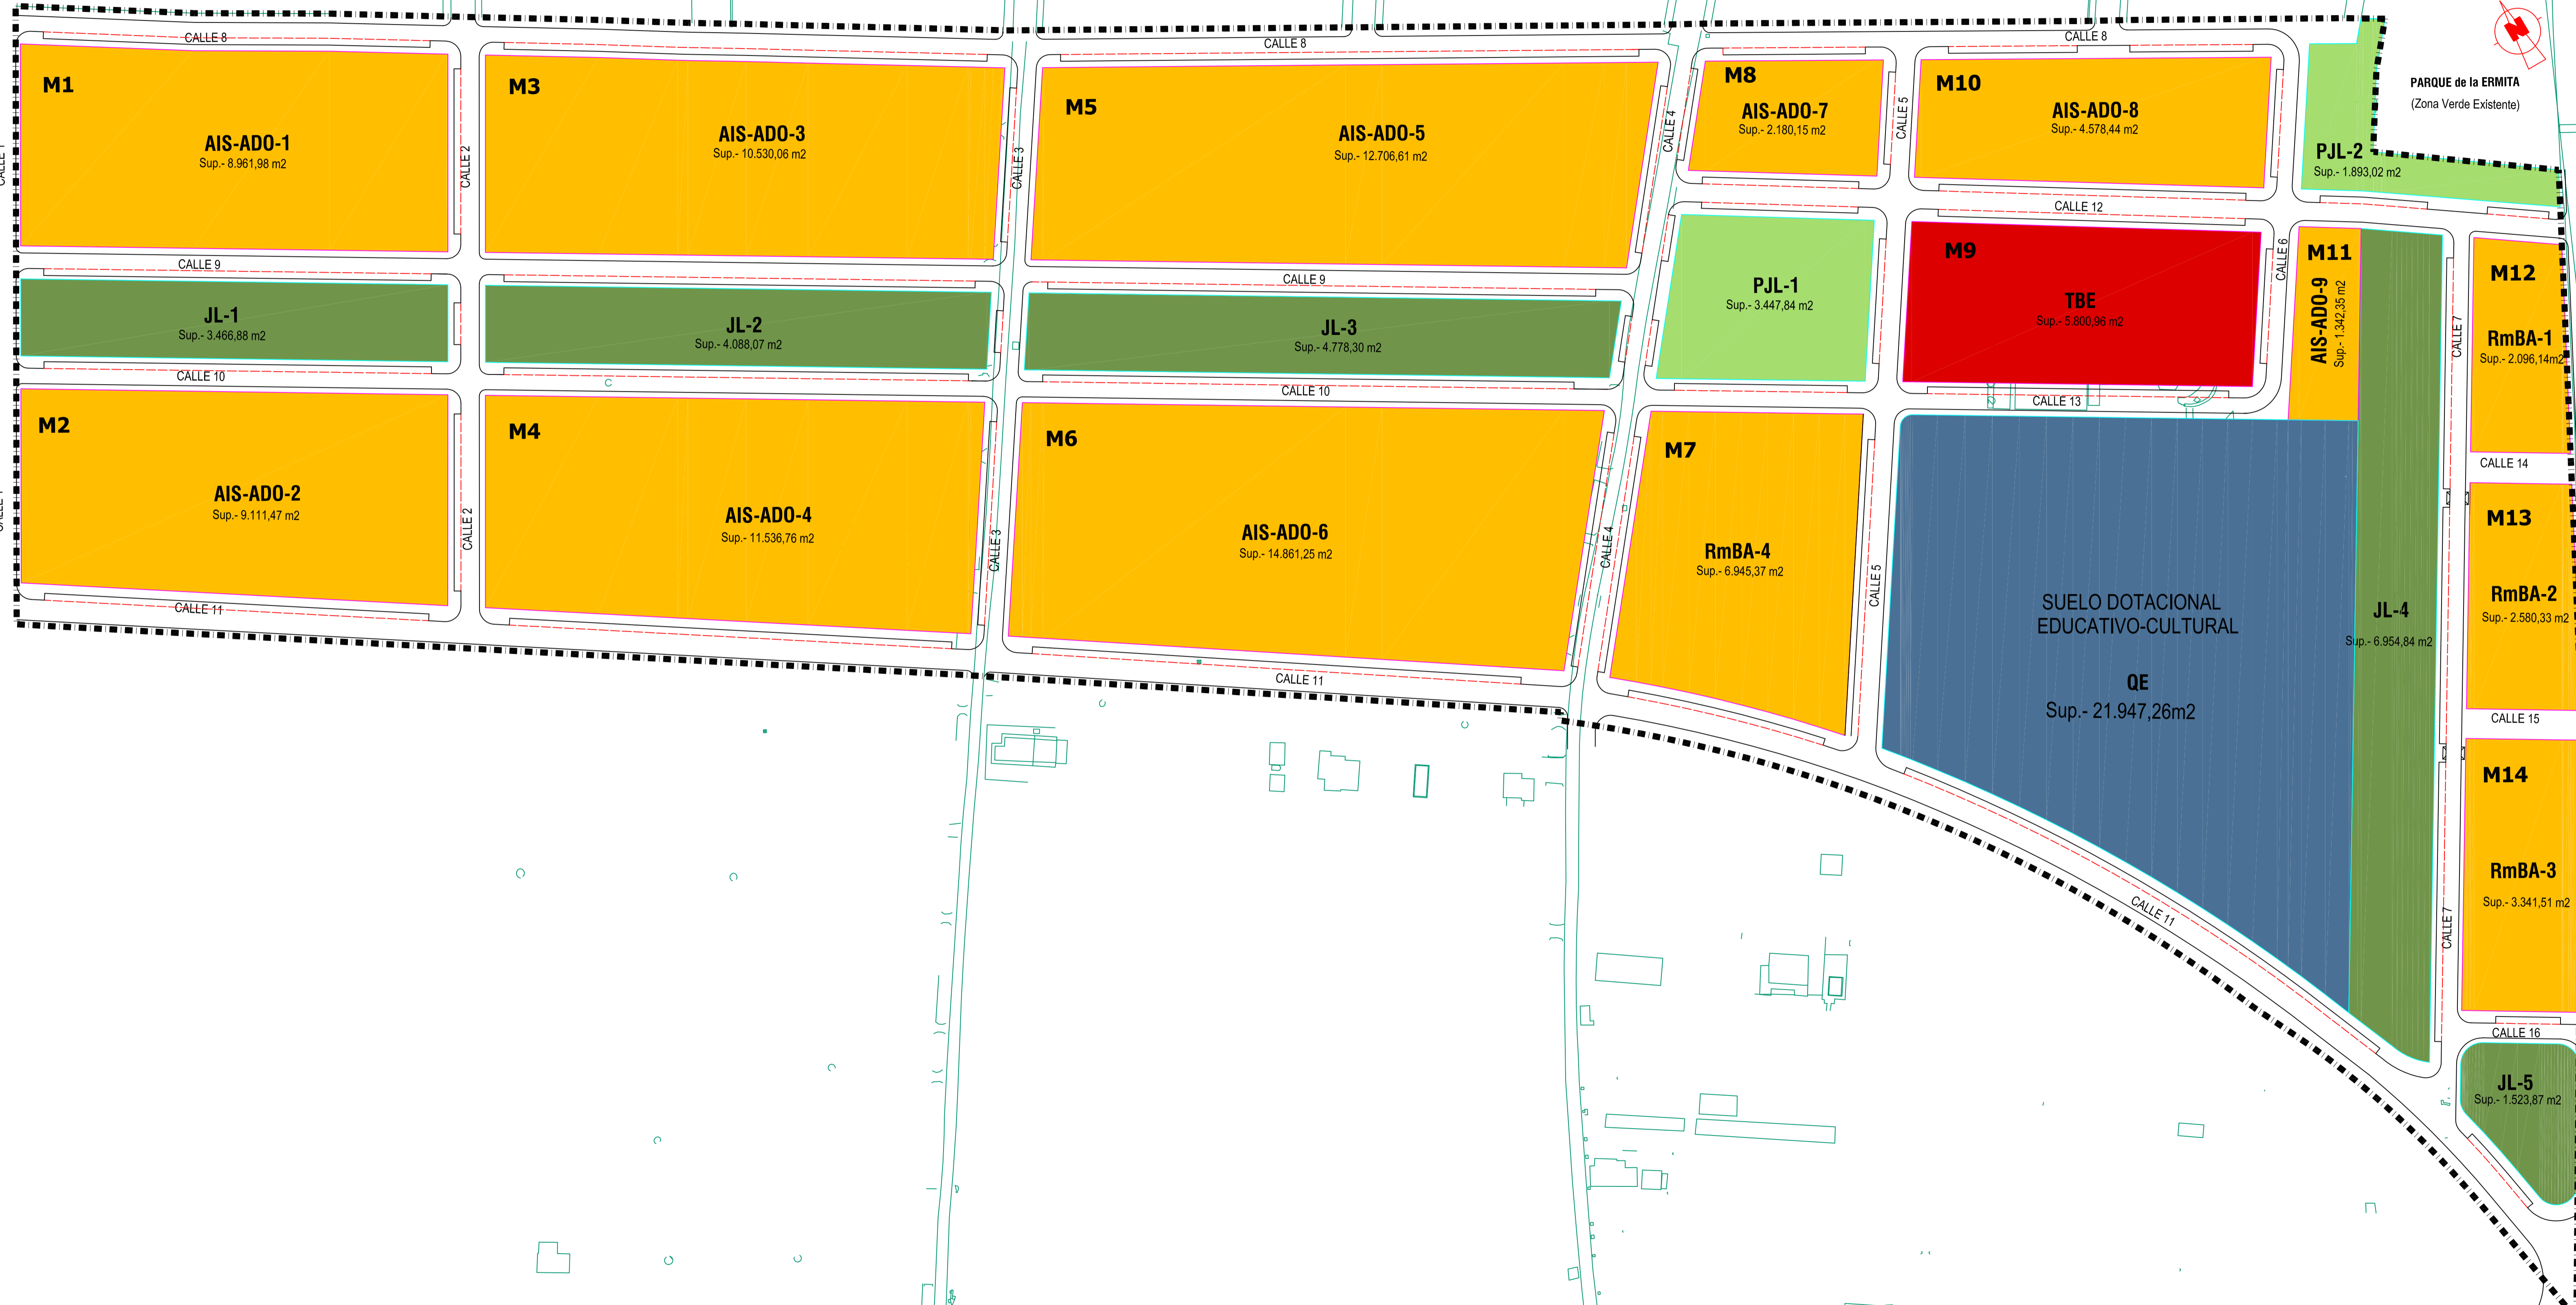 CALLE 8
CALLE 8
CALLE 8
PARQUE de la ERMITA
(Zona Verde Existente)
N
M1
AIS-ADO-1
Sup.- 8.961,98 m2
CALLE 2
M3
AIS-ADO-3
Sup.- 10.530,06 m2
CALLE 3
M5
AIS-ADO-5
Sup.- 12.706,61 m2
CALLE 4
M8
AIS-ADO-7
Sup.- 2.180,15 m2
CALLE 5
M10
AIS-ADO-8
Sup.- 4.578,44 m2
PJL-2
Sup.- 1.893,02 m2
CALLE 12
CALLE 9
CALLE 9
JL-1
Sup.- 3.466,88 m2
JL-2
Sup.- 4.088,07 m2
JL-3
Sup.- 4.778,30 m2
PJL-1
Sup.- 3.447,84 m2
M9
TBE
Sup.- 5.800,96 m2
CALLE 6
M11
AIS-ADO-9
Sup.- 1.342,35 m2
CALLE 7
M12
RmBA-1
Sup.- 2.096,14m2
CALLE 10
CALLE 10
CALLE 13
CALLE 14
M2
AIS-ADO-2
Sup.- 9.111,47 m2
CALLE 2
M4
AIS-ADO-4
Sup.- 11.536,76 m2
CALLE 3
M6
AIS-ADO-6
Sup.- 14.861,25 m2
CALLE 4
M7
RmBA-4
Sup.- 6.945,37 m2
CALLE 5
SUELO DOTACIONAL
EDUCATIVO-CULTURAL
QE
Sup.- 21.947,26m2
JL-4
Sup.- 6.954,84 m2
M13
RmBA-2
Sup.- 2.580,33 m2
CALLE 11
CALLE 11
CALLE 15
M14
RmBA-3
Sup.- 3.341,51 m2
CALLE 11
CALLE 7
CALLE 16
JL-5
Sup.- 1.523,87 m2